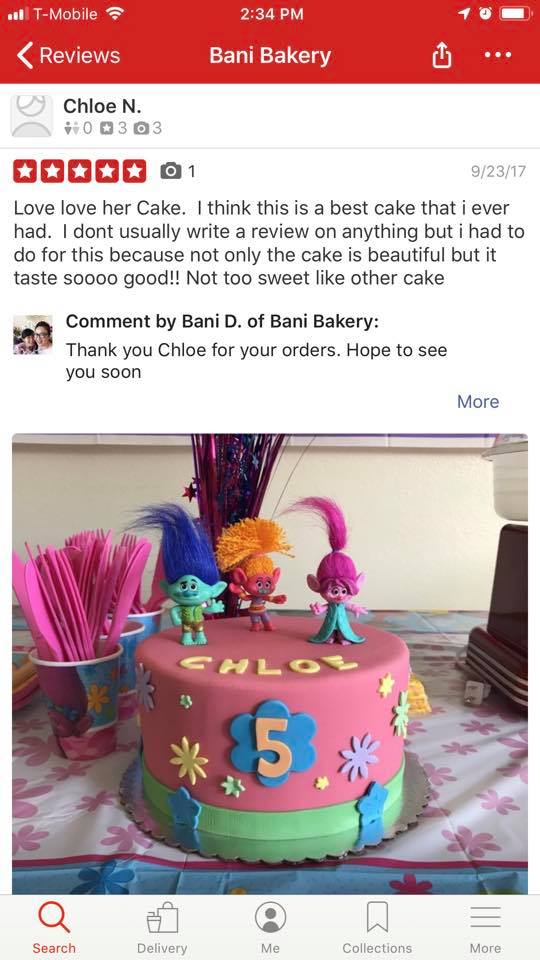 T-Mobile 2:34 PM
Reviews Bani Bakery
Chloe N.
0 3 3
1 9/23/17
Love love her Cake. I think this is a best cake that i ever
had. I dont usually write a review on anything but i had to
do for this because not only the cake is beautiful but it
taste soooo good!! Not too sweet like other cake
Comment by Bani D. of Bani Bakery:
Thank you Chloe for your orders. Hope to see
you soon
More
CHLOE
5
Search Delivery Me Collections More